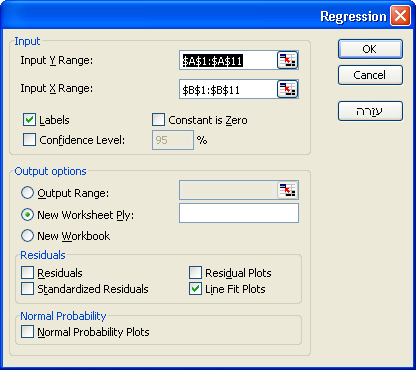 Regression
Input
Input Y Range: $A$1:$A$11
Input X Range: $B$1:$B$11
Labels Constant is Zero
Confidence Level: 95 %
OK
Cancel
עזרה
Output options
Output Range:
New Worksheet Ply:
New Workbook
Residuals
Residuals Residual Plots
Standardized Residuals Line Fit Plots
Normal Probability
Normal Probability Plots